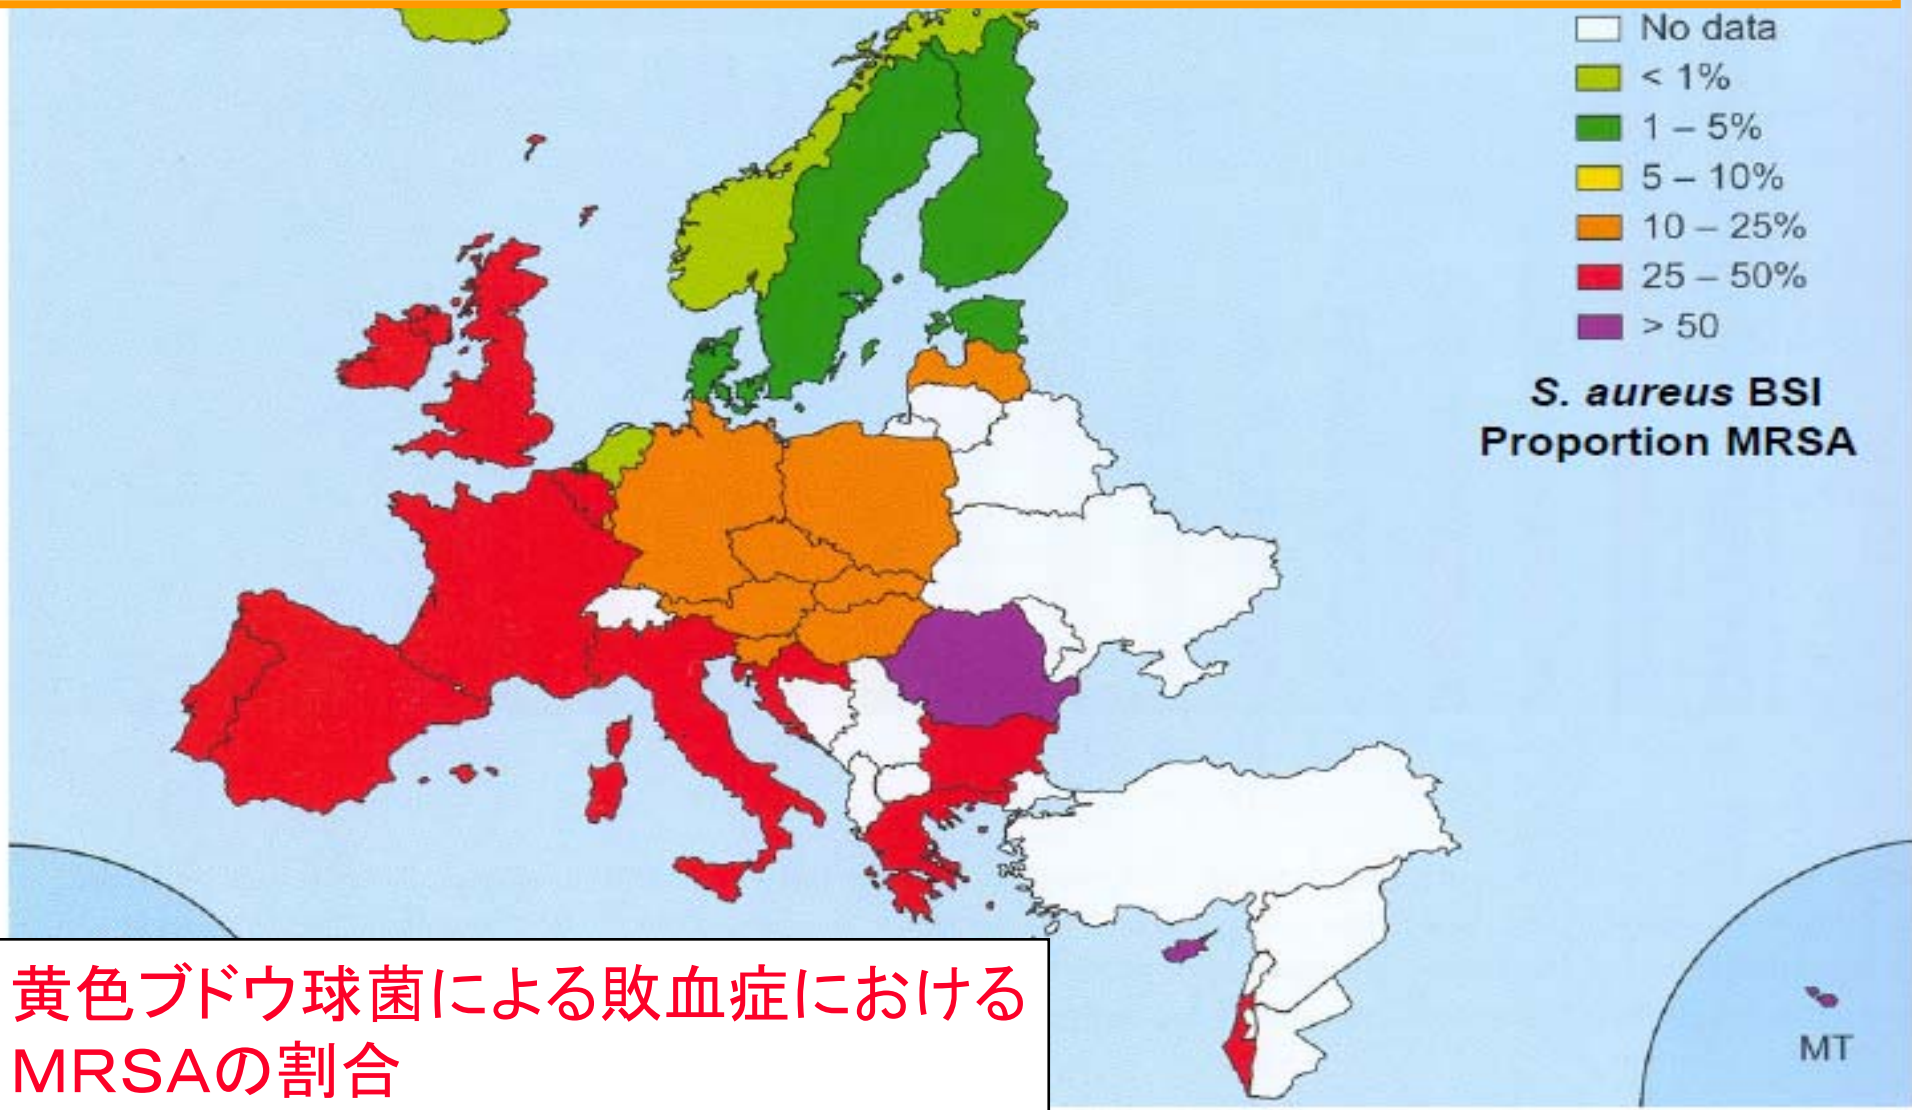 No data
< 1%
1 – 5%
5 – 10%
10 – 25%
25 – 50%
> 50
S. aureus BSI
Proportion MRSA
MT
黄色ブドウ球菌による敗血症における
MRSAの割合